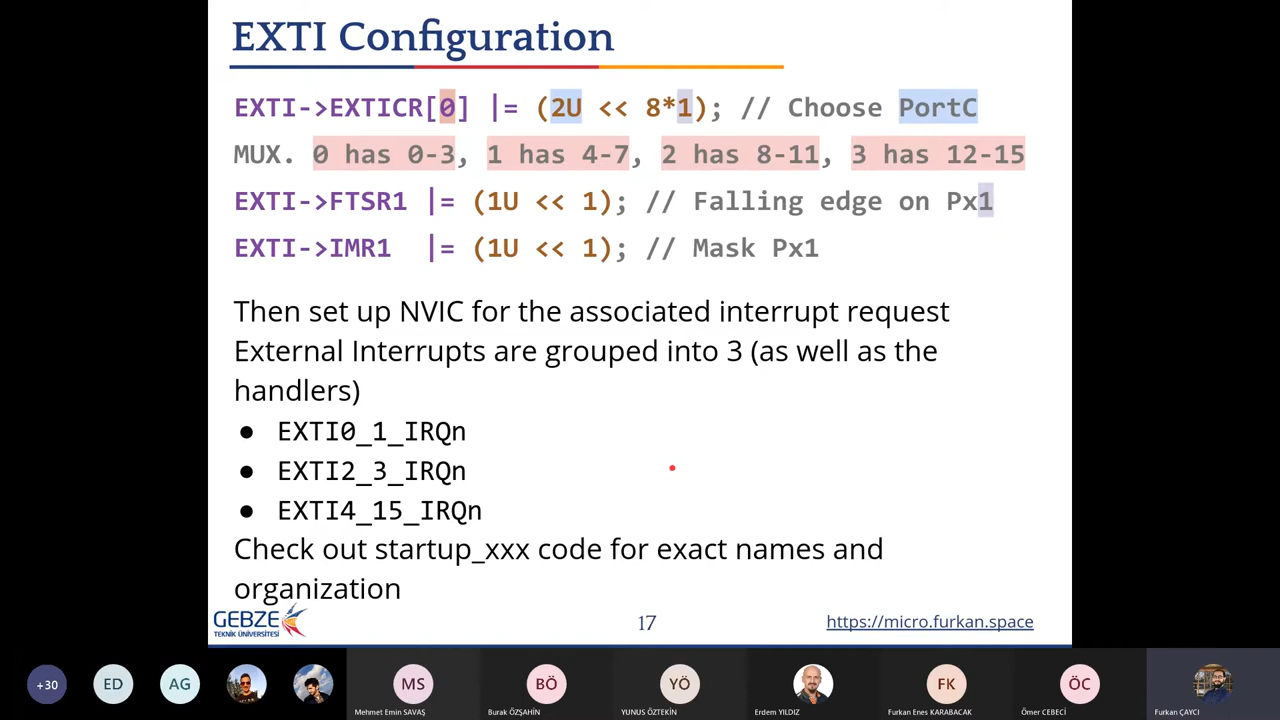 EXTI Configuration
EXTI->EXTICR[0] |= (2U << 8*1); // Choose PortC
MUX. 0 has 0-3, 1 has 4-7, 2 has 8-11, 3 has 12-15
EXTI->FTSR1 |= (1U << 1); // Falling edge on Px1
EXTI->IMR1 |= (1U << 1); // Mask Px1
Then set up NVIC for the associated interrupt request
External Interrupts are grouped into 3 (as well as the
handlers)
● EXTI0_1_IRQn
● EXTI2_3_IRQn
● EXTI4_15_IRQn
Check out startup_xxx code for exact names and
organization
GEBZE
TEKNİK ÜNİVERSİTESİ
17
https://micro.furkan.space
+30
ED
AG
MS
BÖ
YÖ
FK
ÖC
Mehmet Emin SAVAŞ
Burak ÖZŞAHİN
YUNUS ÖZTEKİN
Erdem YILDIZ
Furkan Enes KARABACAK
Ömer CEBECİ
Furkan ÇAYCI